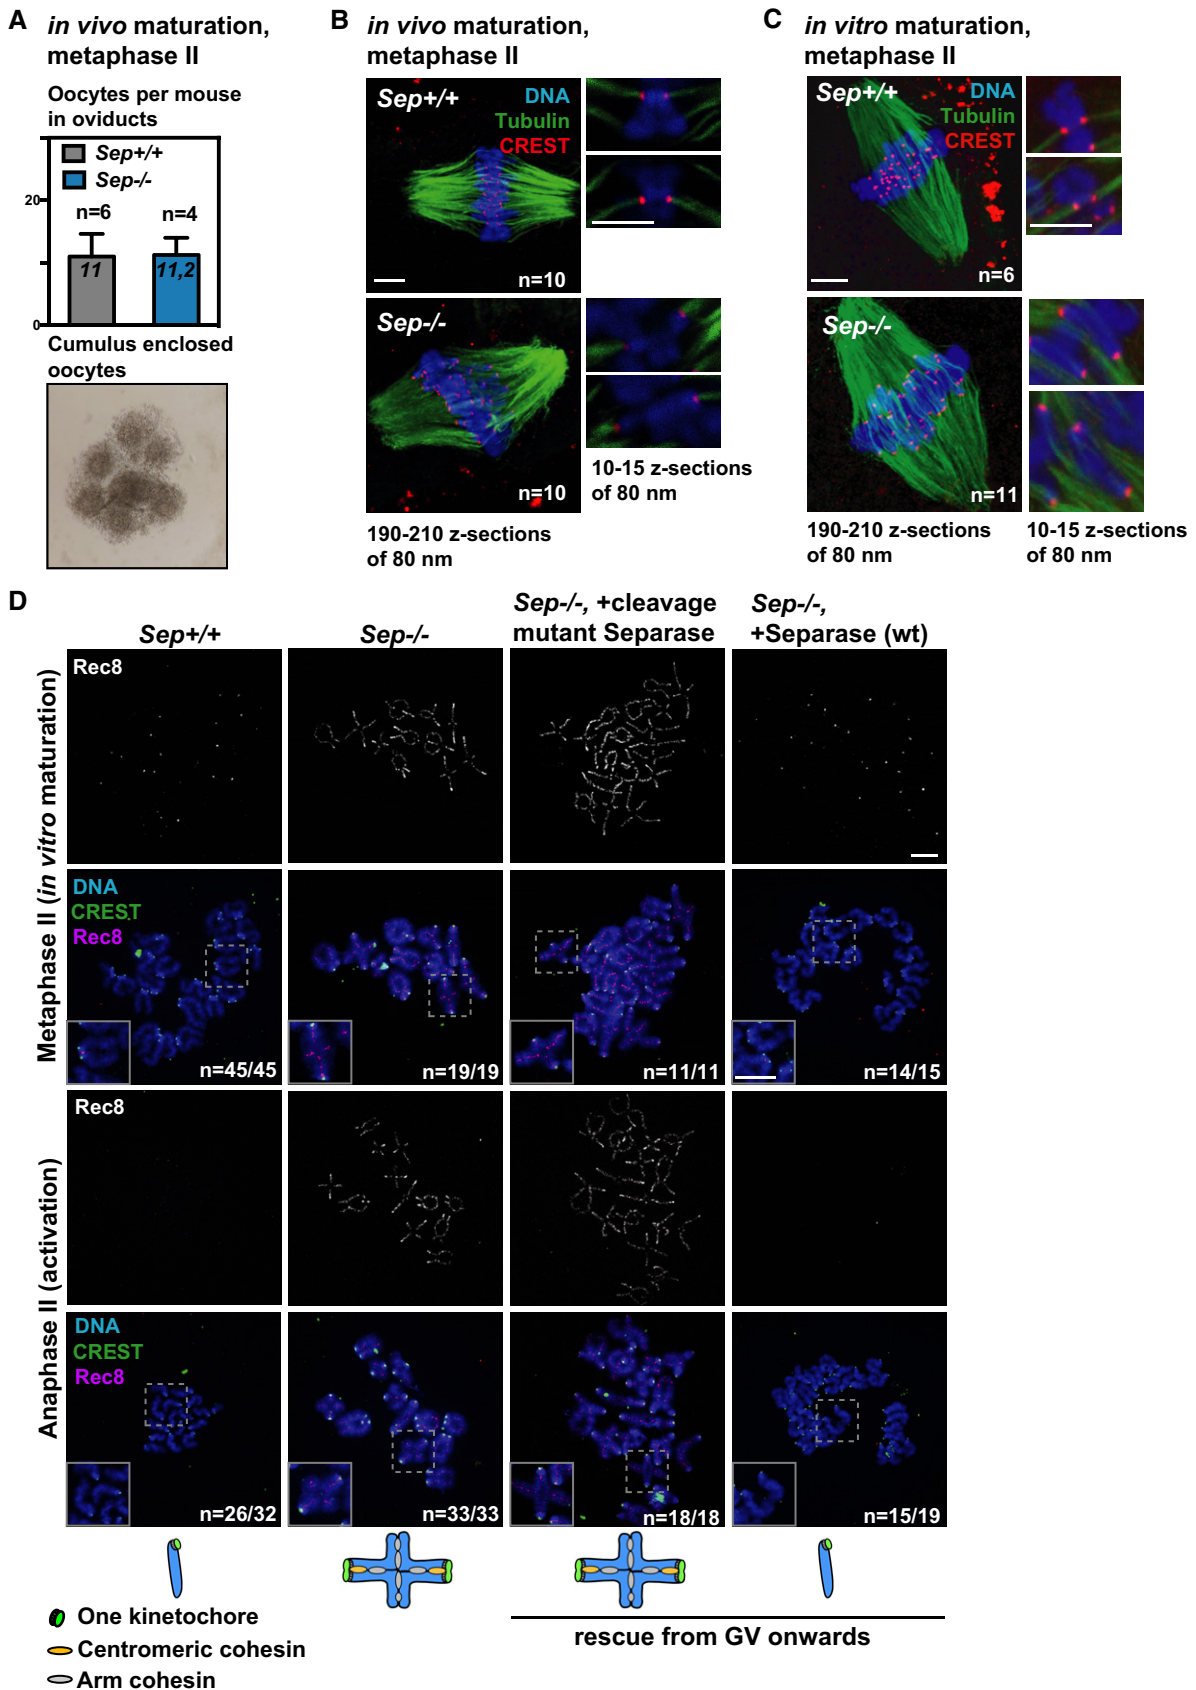 A
in vivo maturation,
metaphase II
Oocytes per mouse
in oviducts
Sep+/+
Sep-/-
20
n=6
n=4
11
11,2
0
Cumulus enclosed
oocytes
B
in vivo maturation,
metaphase II
Sep+/+
DNA
Tubulin
CREST
n=10
Sep-/-
n=10
190-210 z-sections
of 80 nm
10-15 z-sections
of 80 nm
C
in vitro maturation,
metaphase II
Sep+/+
DNA
Tubulin
CREST
n=6
Sep-/-
n=11
190-210 z-sections
of 80 nm
10-15 z-sections
of 80 nm
D
Sep+/+
Sep-/-
Sep-/-, +cleavage
mutant Separase
Sep-/-,
+Separase (wt)
Metaphase II (in vitro maturation)
Rec8
DNA
CREST
Rec8
n=45/45
n=19/19
n=11/11
n=14/15
Anaphase II (activation)
Rec8
DNA
CREST
Rec8
n=26/32
n=33/33
n=18/18
n=15/19
One kinetochore
Centromeric cohesin
Arm cohesin
rescue from GV onwards